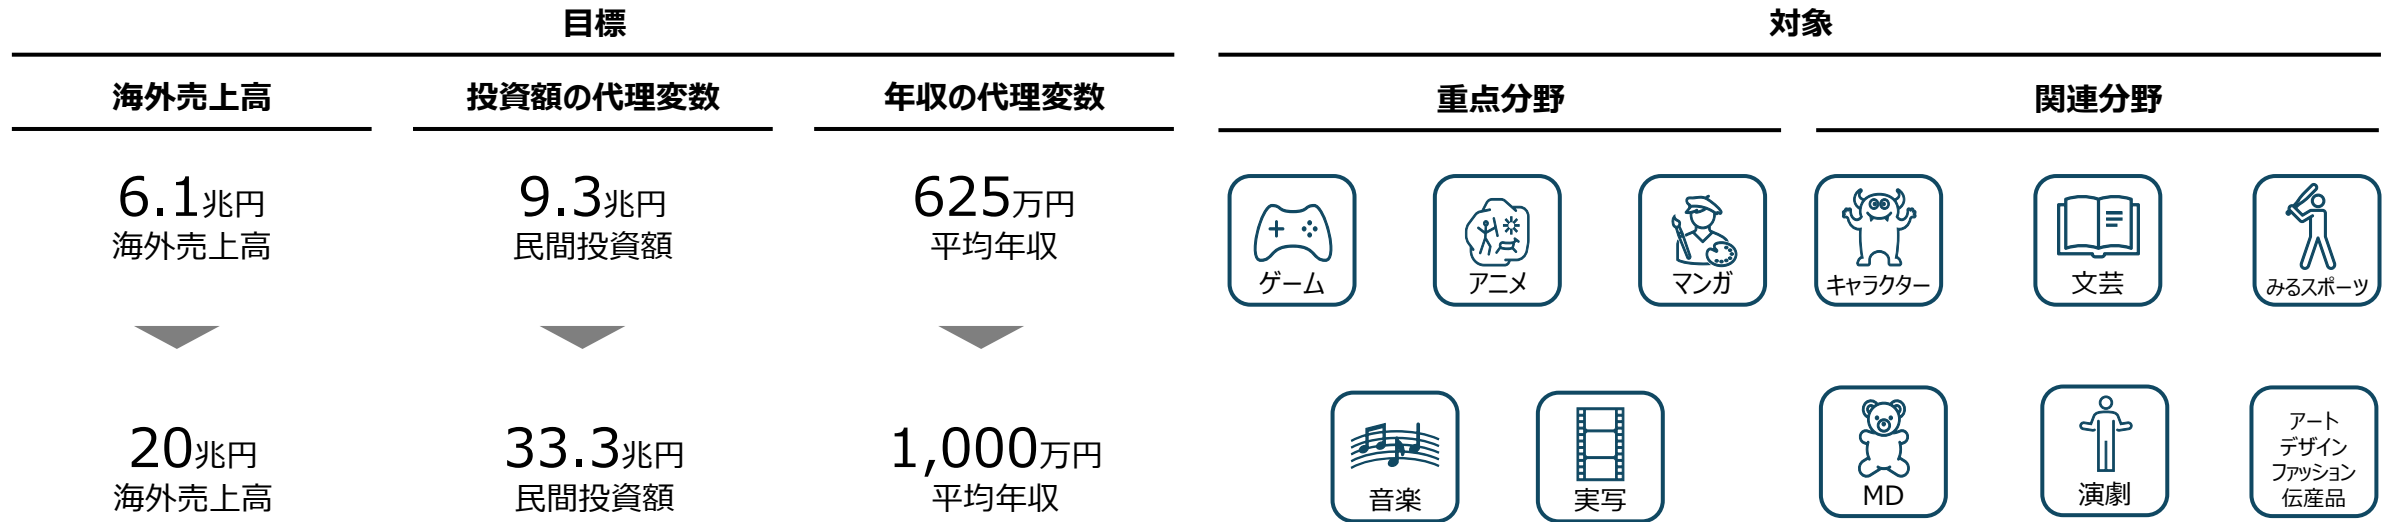 目標
海外売上高
投資額の代理変数
年収の代理変数
6.1兆円
海外売上高
9.3兆円
民間投資額
625万円
平均年収
20兆円
海外売上高
33.3兆円
民間投資額
1,000万円
平均年収
対象
重点分野
ゲーム
アニメ
マンガ
音楽
実写
関連分野
キャラクター
文芸
みるスポーツ
MD
演劇
アート
デザイン
ファッション
伝産品